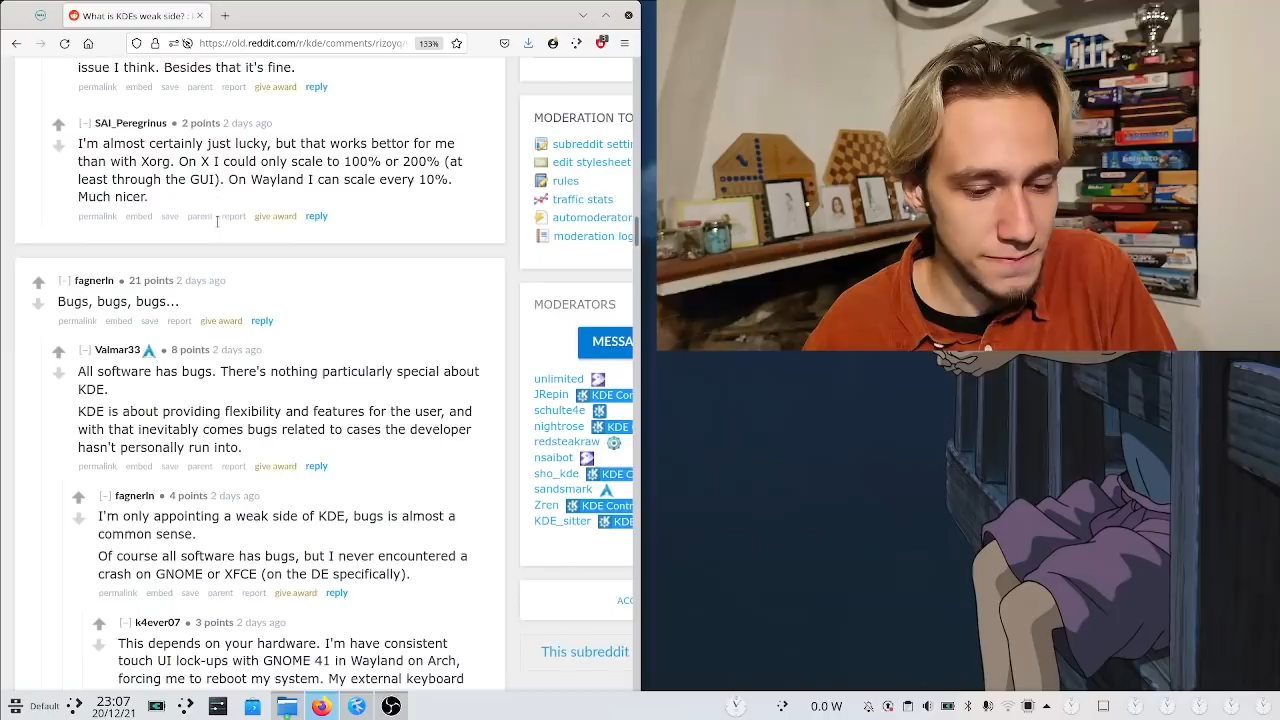 What is KDEs weak side? :
https://old.reddit.com/r/kde/comments/rizoyo/
133%
issue I think. Besides that it's fine.
permalink embed save parent report give award reply
[-] SAI_Peregrinus • 2 points 2 days ago
I'm almost certainly just lucky, but that works better for me
than with Xorg. On X I could only scale to 100% or 200% (at
least through the GUI). On Wayland I can scale every
Much nicer.
permalink embed save parent report give award reply
[-] fagnerln • 21 points 2 days ago
Bugs, bugs, bugs...
permalink embed save report give award reply
[-] Valmar33 • 8 points 2 days ago
All software has bugs. There's nothing particularly special about
KDE.
KDE is about providing flexibility and features for the user, and
with that inevitably comes bugs related to cases the developer
hasn't personally run into.
permalink embed save parent report give award reply
[-] fagnerln • 4 points 2 days ago
I'm only appointing a weak side of KDE, bugs is almost a
common sense.
Of course all software has bugs, but I never encountered a
crash on GNOME or XFCE (on the DE specifically).
permalink embed save parent report give award reply
[-] k4ever07 • 3 points 2 days ago
This depends on your hardware. I'm have consistent
touch UI lock-ups with GNOME 41 in Wayland on Arch,
forcing me to reboot my system. My external keyboard
MODERATION TO
subreddit settin
edit stylesheet
rules
traffic stats
automoderator
moderation log
MODERATORS
MESSA
unlimited
JRepin KDE Con
schulte4e
nightrose KDE
redsteakraw
nsaibot
sho_kde KDE C
sandsmark
Zren KDE Contr
KDE_sitter KDE
ACC
This subreddit
Default
23:07
20/12/21
0.0 W